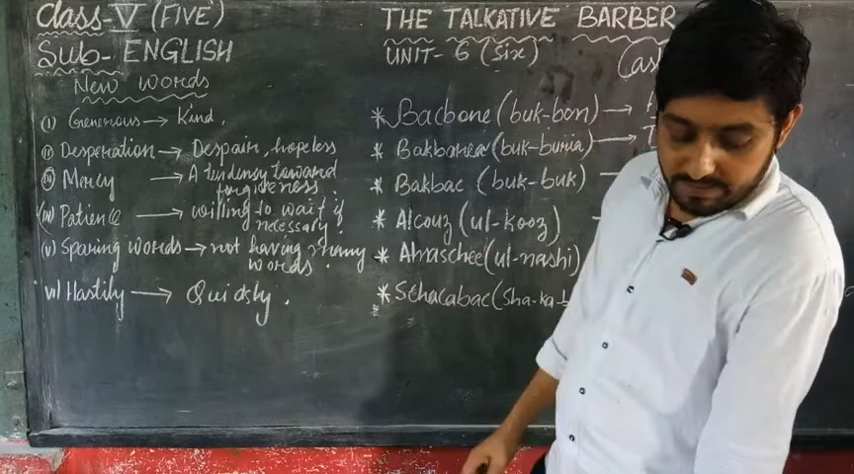 Class-V (FIVE)
Sub- ENGLISH
New words
(i) Generous → Kind.
(ii) Desperation → Despair, hopeless
(iii) Mercy → A tendensy toward
forgiveness.
(iv) Patience → willing to wait if
necessary.
(v) Sparing words → not having many
words.
vi) Hastily → Quickly.
THE TALKATIVE BARBER
UNIT- 6 (Six)
* Bacbone (buk-bon) →
* Bakbarea (buk-buria) →
* Bakbac (buk-buk)
* Alcouz (ul-kooz)
* Alnaschee (ul-nashi)
* Schacabac (Sha-ka-